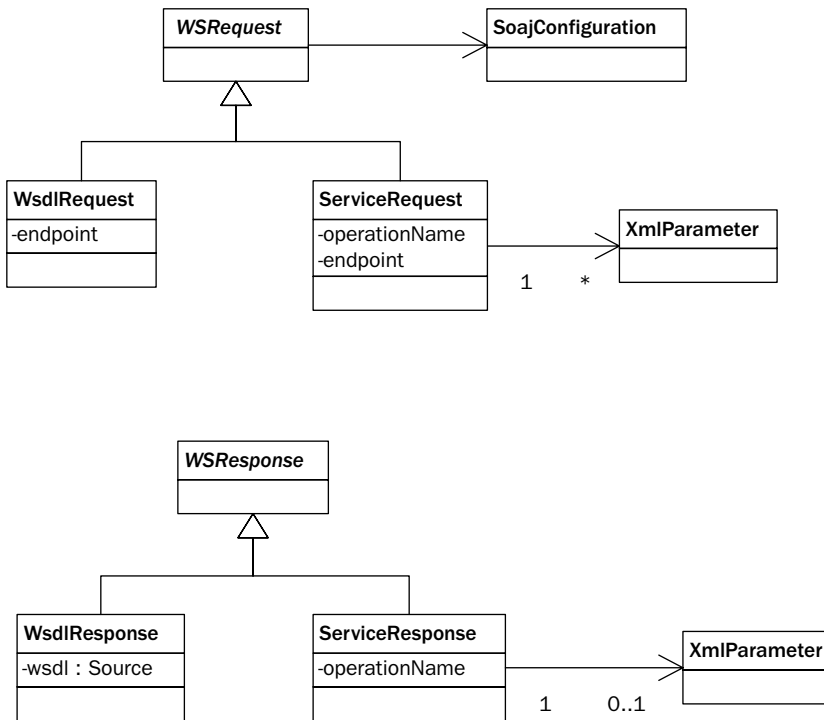 WSRequest
SoajConfiguration
WsdlRequest
-endpoint
ServiceRequest
-operationName
-endpoint
XmlParameter
1 *
WSResponse
WsdlResponse
-wsdl : Source
ServiceResponse
-operationName
XmlParameter
1 0..1